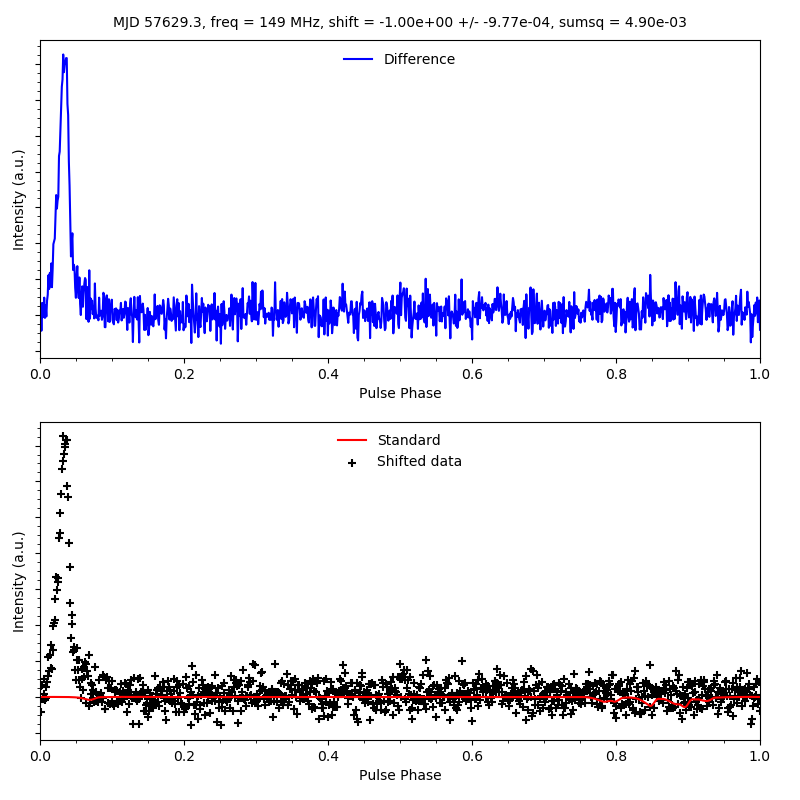 MJD 57629.3, freq = 149 MHz, shift = -1.00e+00 +/- -9.77e-04, sumsq = 4.90e-03
Difference
Intensity (a.u.)
0.0 0.2 0.4 0.6 0.8 1.0
Pulse Phase
Standard
Shifted data
Intensity (a.u.)
0.0 0.2 0.4 0.6 0.8 1.0
Pulse Phase